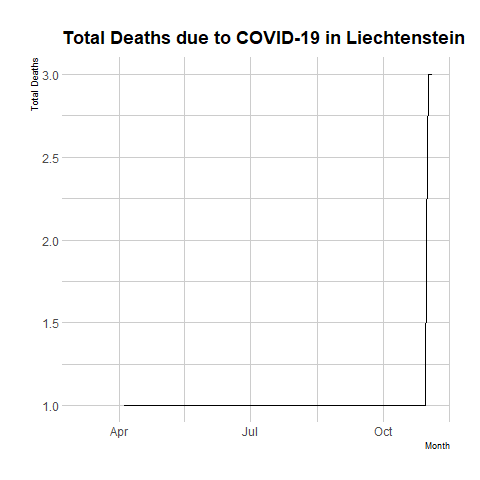 Total Deaths due to COVID-19 in Liechtenstein
Total Deaths
3.0
2.5
2.0
1.5
1.0
Apr Jul Oct
Month